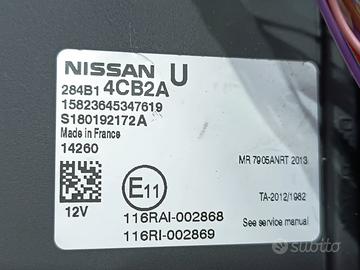 NISSAN U
284B1 4CB2A
15823645347619
S180192172A
Made in France
14260
MR 7905ANRT 2013
E11
TA-2012/1982
12V
116RAI-002868
See service manual
116RI-002869
subito